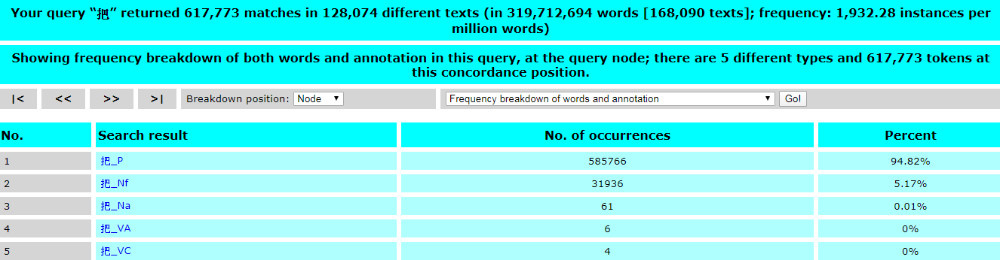 Your query “把” returned 617,773 matches in 128,074 different texts (in 319,712,694 words [168,090 texts]; frequency: 1,932.28 instances per
million words)
Showing frequency breakdown of both words and annotation in this query, at the query node; there are 5 different types and 617,773 tokens at
this concordance position.
|< << >> >| Breakdown position: Node Frequency breakdown of words and annotation Go!
No. Search result No. of occurrences Percent
1 把_P 585766 94.82%
2 把_Nf 31936 5.17%
3 把_Na 61 0.01%
4 把_VA 6 0%
5 把_VC 4 0%